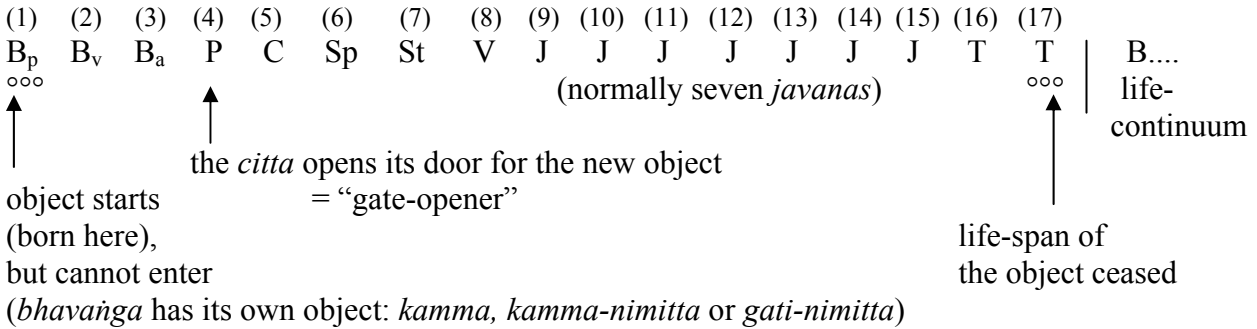 (1) (2) (3) (4) (5) (6) (7) (8) (9) (10) (11) (12) (13) (14) (15) (16) (17)
Bp Bv Ba P C Sp St V J J J J J J J T T B....
°°° (normally seven javanas) °°° life-
continuum
the citta opens its door for the new object
= “gate-opener”
object starts
(born here), life-span of
but cannot enter the object ceased
(bhavaṅga has its own object: kamma, kamma-nimitta or gati-nimitta)